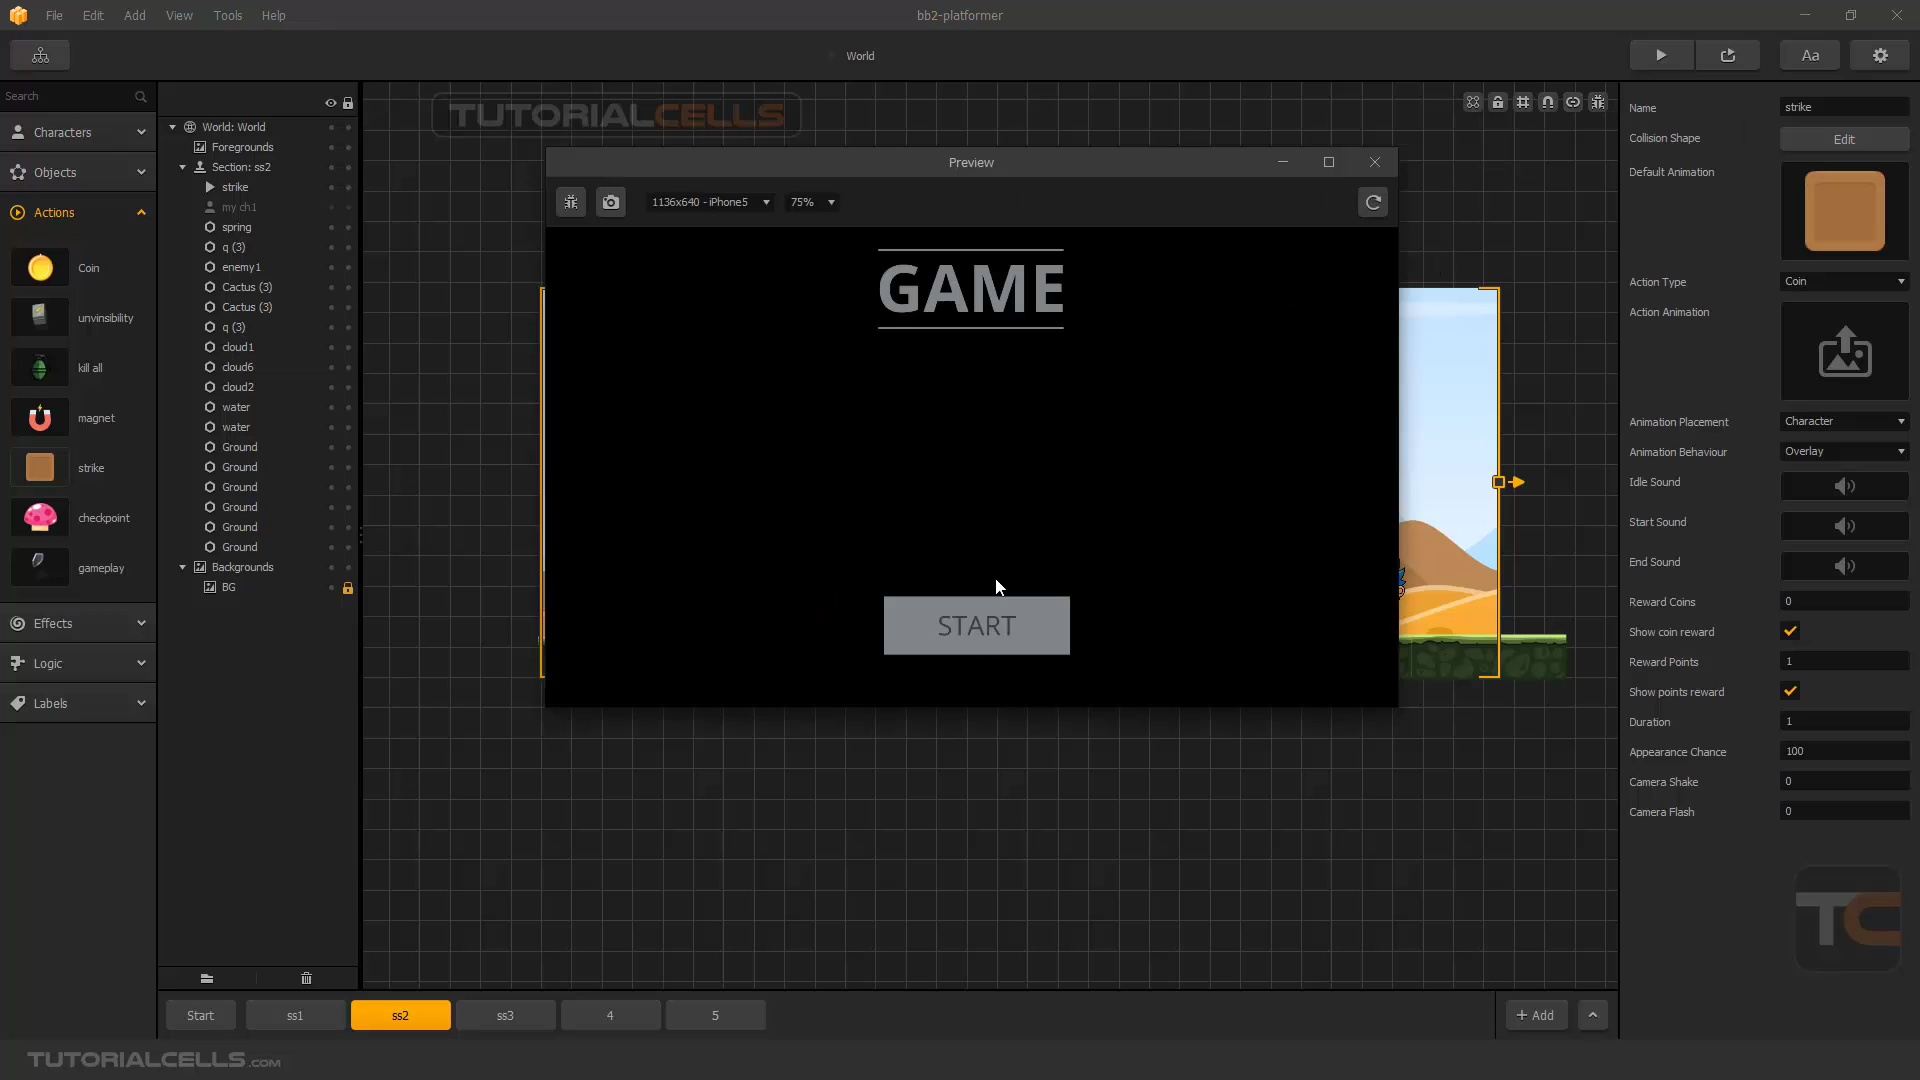 File Edit View Add Tools Help
bb2-platformer
World
Aa
Search
Characters
Objects
Actions
Coin
unvinsibility
kill all
magnet
strike
checkpoint
gameplay
Effects
Logic
Labels
World: World
Foregrounds
Section: ss2
strike
my ch1
spring
q (3)
enemy1
Cactus (3)
Cactus (3)
q (3)
cloud1
cloud6
cloud2
water
water
Ground
Ground
Ground
Ground
Ground
Ground
Backgrounds
BG
TUTORIALCELLS
Preview
1136x640 - iPhone5
75%
GAME
START
Name strike
Collision Shape Edit
Default Animation
Action Type Coin
Action Animation
Animation Placement Character
Animation Behaviour Overlay
Idle Sound
Start Sound
End Sound
Reward Coins 0
Show coin reward
Reward Points 1
Show points reward
Duration 1
Appearance Chance 100
Camera Shake 0
Camera Flash 0
TC
Start ss1 ss2 ss3 4 5
+ Add
TUTORIALCELLS.COM